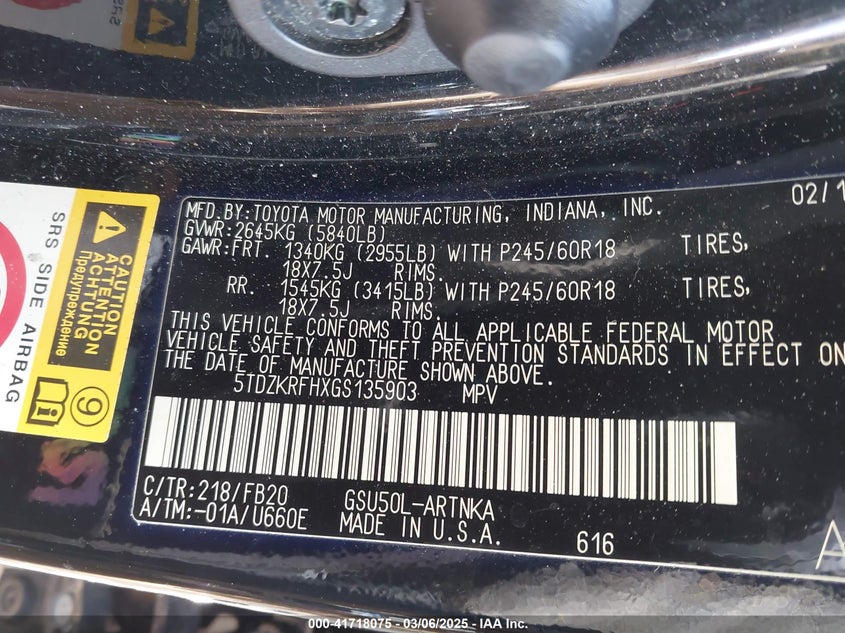 MFD.BY:TOYOTA MOTOR MANUFACTURING, INDIANA, INC. 02/1
GVWR:2645KG (5840LB)
GAWR:FRT. 1340KG (2955LB) WITH P245/60R18 TIRES,
18X7.5J RIMS.
RR. 1545KG (3415LB) WITH P245/60R18 TIRES,
18X7.5J RIMS.
THIS VEHICLE CONFORMS TO ALL APPLICABLE FEDERAL MOTOR
VEHICLE SAFETY AND THEFT PREVENTION STANDARDS IN EFFECT ON
THE DATE OF MANUFACTURE SHOWN ABOVE.
5TDZKRFHXGS135903 MPV
C/TR:218/FB20 GSU50L-ARTNKA
A/TM:-01A/U660E MADE IN U.S.A. 616
A
CAUTION
ATTENTION
ACHTUNG
Предупреждение
SRS SIDE AIRBAG
9
000-41718075 — 03/06/2025 — IAA Inc.